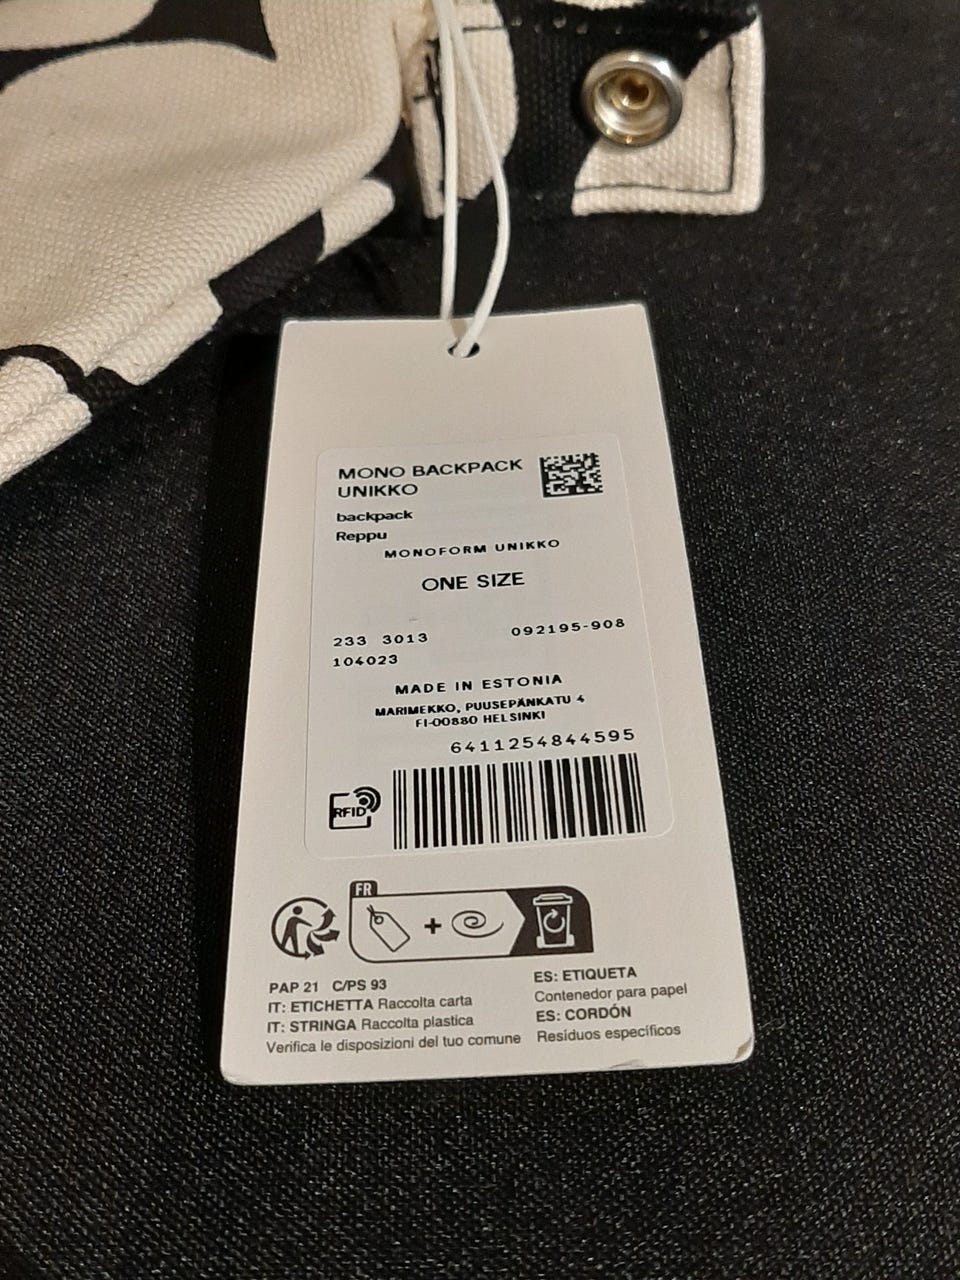 MONO BACKPACK
UNIKKO
backpack
Reppu
MONOFORM UNIKKO
ONE SIZE
233 3013 092195-908
104023
MADE IN ESTONIA
MARIMEKKO, PUUSEPÄNKATU 4
FI-00880 HELSINKI
6411254844595
RFID
FR
+
PAP 21 C/PS 93
IT: ETICHETTA Raccolta carta
IT: STRINGA Raccolta plastica
Verifica le disposizioni del tuo comune
ES: ETIQUETA
Contenedor para papel
ES: CORDÓN
Residuos específicos